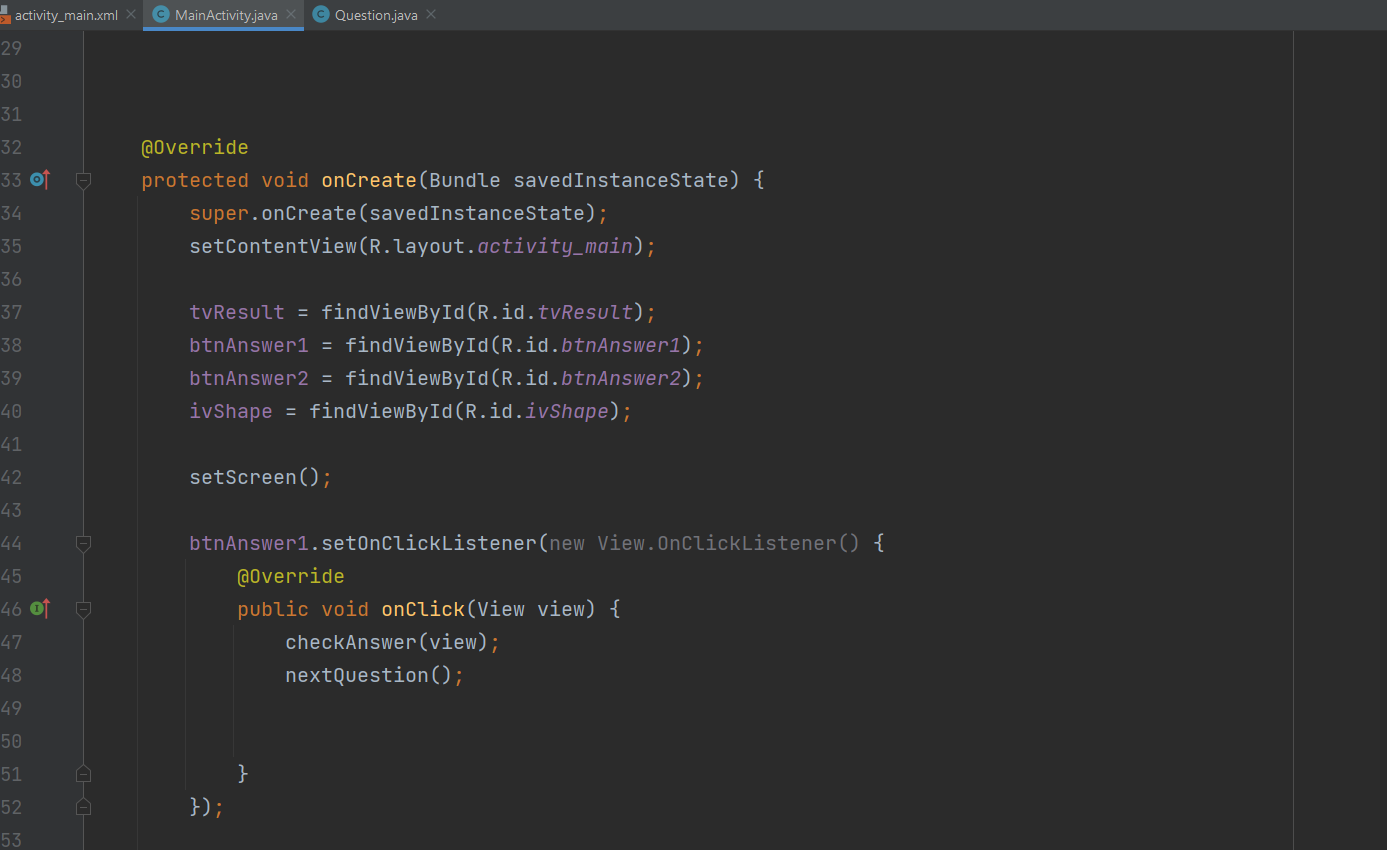 activity_main.xml MainActivity.java Question.java
29
30
31
32 @Override
33 protected void onCreate(Bundle savedInstanceState) {
34 super.onCreate(savedInstanceState);
35 setContentView(R.layout.activity_main);
36
37 tvResult = findViewById(R.id.tvResult);
38 btnAnswer1 = findViewById(R.id.btnAnswer1);
39 btnAnswer2 = findViewById(R.id.btnAnswer2);
40 ivShape = findViewById(R.id.ivShape);
41
42 setScreen();
43
44 btnAnswer1.setOnClickListener(new View.OnClickListener() {
45 @Override
46 public void onClick(View view) {
47 checkAnswer(view);
48 nextQuestion();
49
50
51 }
52 });
53